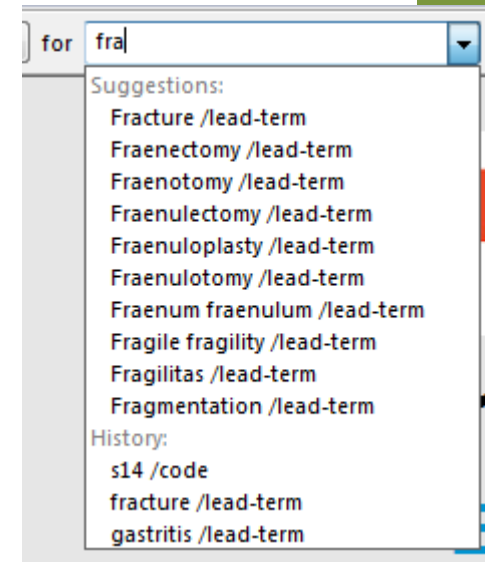 for fra
Suggestions:
Fracture /lead-term
Fraenectomy /lead-term
Fraenotomy /lead-term
Fraenulectomy /lead-term
Fraenuloplasty /lead-term
Fraenulotomy /lead-term
Fraenum fraenulum /lead-term
Fragile fragility /lead-term
Fragilitas /lead-term
Fragmentation /lead-term
History:
s14 /code
fracture /lead-term
gastritis /lead-term